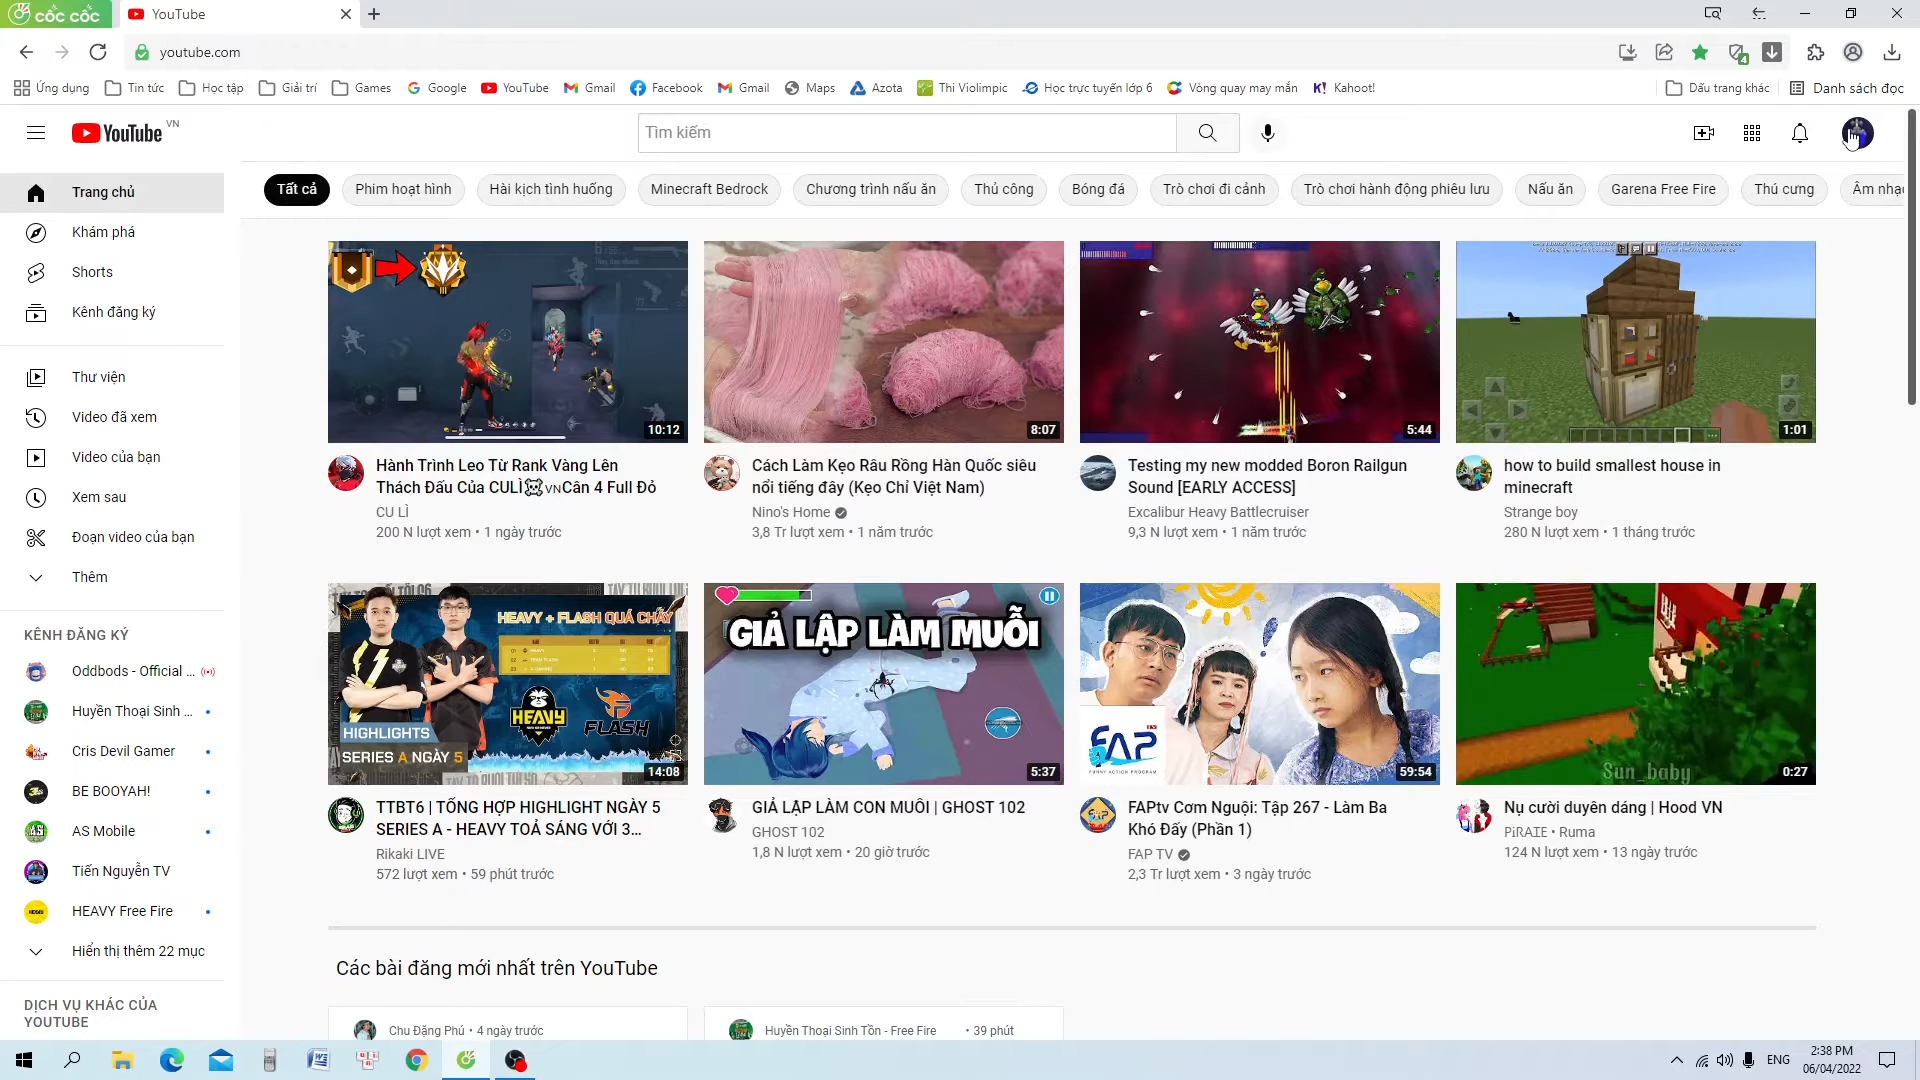 cốc cốc
YouTube
youtube.com
4
Ứng dụng
Tin tức
Học tập
Giải trí
Games
Google
YouTube
Gmail
Facebook
Gmail
Maps
Azota
Thi Violimpic
Học trực tuyến lớp 6
Vòng quay may mắn
Kahoot!
Dấu trang khác
Danh sách đọc
YouTube VN
Tìm kiếm
Tất cả
Phim hoạt hình
Hài kịch tình huống
Minecraft Bedrock
Chương trình nấu ăn
Thủ công
Bóng đá
Trò chơi đi cảnh
Trò chơi hành động phiêu lưu
Nấu ăn
Garena Free Fire
Thú cưng
Âm nhạc
Trang chủ
Khám phá
Shorts
Kênh đăng ký
Thư viện
Video đã xem
Video của bạn
Xem sau
Đoạn video của bạn
Thêm
KÊNH ĐĂNG KÝ
Oddbods - Official ...
Huyền Thoại Sinh ...
Cris Devil Gamer
BE BOOYAH!
AS Mobile
Tiến Nguyễn TV
HEAVY Free Fire
Hiển thị thêm 22 mục
DỊCH VỤ KHÁC CỦA
YOUTUBE
10:12
Hành Trình Leo Từ Rank Vàng Lên
Thách Đấu Của CULÌ☠️🇻🇳Cân 4 Full Đỏ
CU LÌ
200 N lượt xem • 1 ngày trước
8:07
Cách Làm Kẹo Râu Rồng Hàn Quốc siêu
nổi tiếng đây (Kẹo Chỉ Việt Nam)
Nino's Home
3,8 Tr lượt xem • 1 năm trước
5:44
Testing my new modded Boron Railgun
Sound [EARLY ACCESS]
Excalibur Heavy Battlecruiser
9,3 N lượt xem • 1 năm trước
1:01
how to build smallest house in
minecraft
Strange boy
280 N lượt xem • 1 tháng trước
HEAVY + FLASH QUÁ CHÁY
HEAVY
FLASH
HIGHLIGHTS
SERIES A NGÀY 5
14:08
TTBT6 | TỔNG HỢP HIGHLIGHT NGÀY 5
SERIES A - HEAVY TOẢ SÁNG VỚI 3...
Rikaki LIVE
572 lượt xem • 59 phút trước
GIẢ LẬP LÀM MUỖI
5:37
GIẢ LẬP LÀM CON MUỖI | GHOST 102
GHOST 102
1,8 N lượt xem • 20 giờ trước
FAP TV
FUNNY ACTION PROGRAM
59:54
FAPtv Cơm Nguội: Tập 267 - Làm Ba
Khó Đấy (Phần 1)
FAP TV
2,3 Tr lượt xem • 3 ngày trước
Sun_baby
0:27
Nụ cười duyên dáng | Hood VN
PiRAIE • Ruma
124 N lượt xem • 13 ngày trước
Các bài đăng mới nhất trên YouTube
Chu Đặng Phú • 4 ngày trước
Huyền Thoại Sinh Tồn - Free Fire • 39 phút
ENG
2:38 PM
06/04/2022